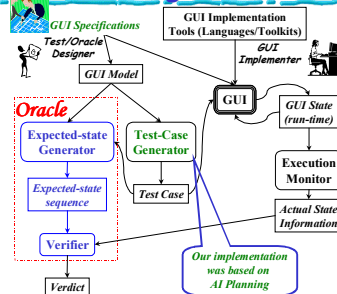 GUI Specifications
Test/Oracle
Designer
GUI Implementation
Tools (Languages/Toolkits)
GUI
Implementer
GUI Model
Oracle
GUI
GUI State
(run-time)
Expected-state
Generator
Test-Case
Generator
Execution
Monitor
Expected-state
sequence
Test Case
Actual State
Information
Verifier
Our implementation
was based on
AI Planning
Verdict